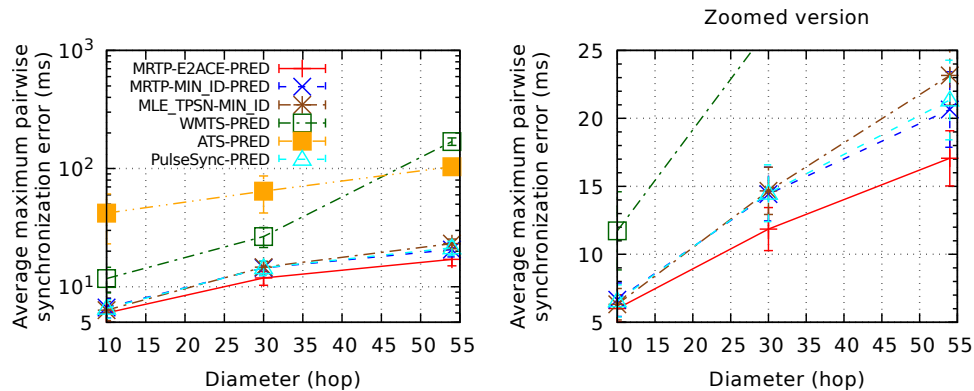 Zoomed version
Average maximum pairwise
synchronization error (ms)
10³
10²
10¹
5
MRTP-E2ACE-PRED
MRTP-MIN_ID-PRED
MLE_TPSN-MIN_ID
WMTS-PRED
ATS-PRED
PulseSync-PRED
10 15 20 25 30 35 40 45 50 55
Diameter (hop)
Average maximum pairwise
synchronization error (ms)
25
20
15
10
5
10 15 20 25 30 35 40 45 50 55
Diameter (hop)